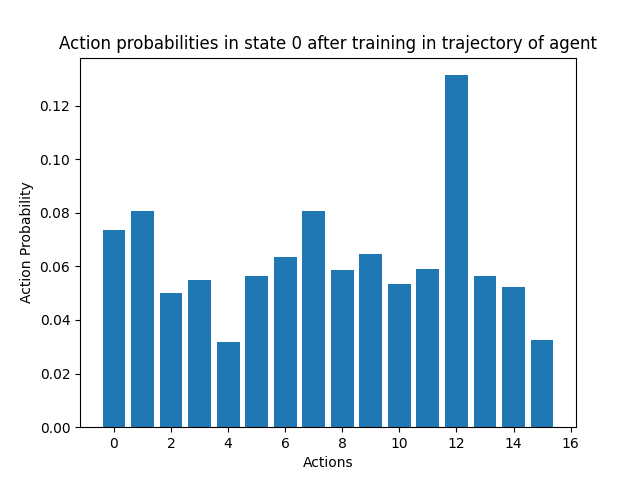 Action probabilities in state 0 after training in trajectory of agent
Action Probability
0.12
0.10
0.08
0.06
0.04
0.02
0.00
0 2 4 6 8 10 12 14 16
Actions